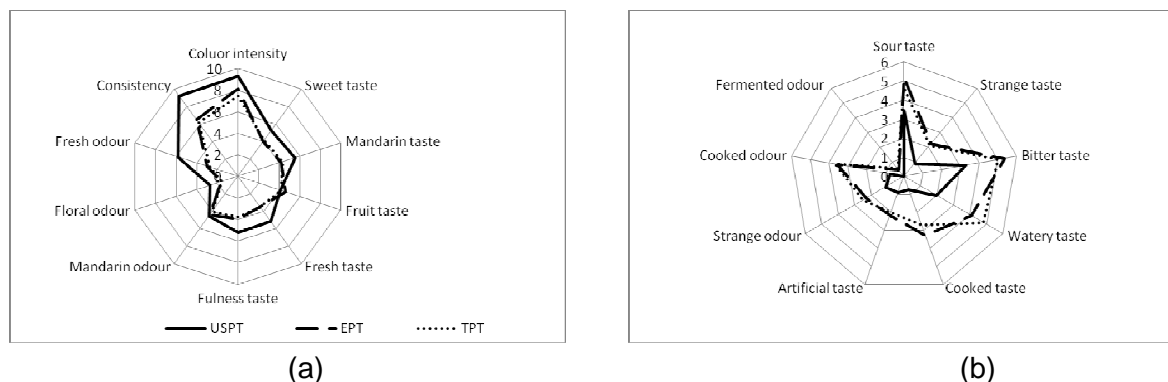 Coluor intensity
Sweet taste
Mandarin taste
Fruit taste
Fresh taste
Fulness taste
Mandarin odour
Floral odour
Fresh odour
Consistency
10
8
6
4
2
USPT
EPT
TPT
(a)
Sour taste
Strange taste
Bitter taste
Watery taste
Cooked taste
Artificial taste
Strange odour
Cooked odour
Fermented odour
6
5
4
3
2
1
0
(b)